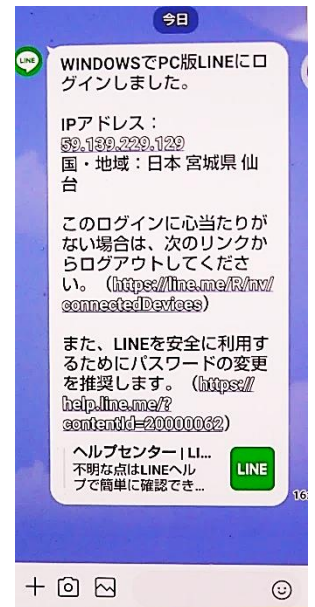 今日
LINE
WINDOWSでPC版LINEにロ
グインしました。
IPアドレス：
59.139.229.129
国・地域：日本 宮城県 仙
台
このログインに心当たりが
ない場合は、次のリンクか
らログアウトしてくださ
い。（https://line.me/R/nv/
connectedDevices）
また、LINEを安全に利用す
るためにパスワードの変更
を推奨します。（https://
help.line.me/?
contentId=20000062）
ヘルプセンター | LI...
不明な点はLINEヘル
プで簡単に確認でき...
LINE